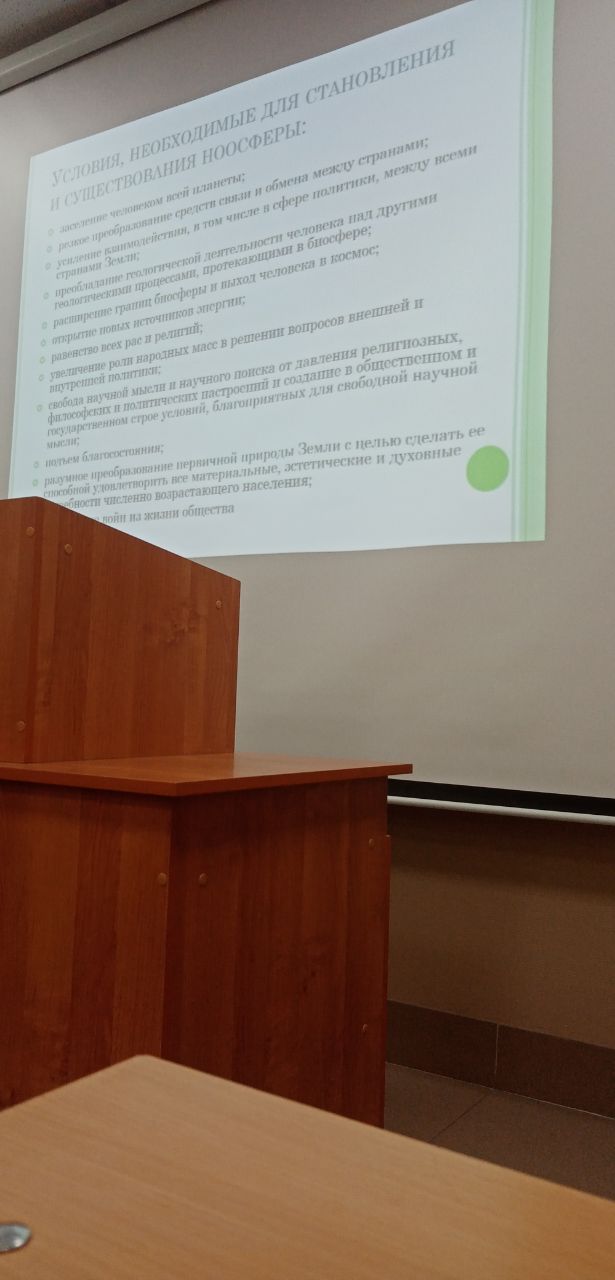 Условия, необходимые для становления
и существования ноосферы:
заселение человеком всей планеты;
резкое преобразование средств связи и обмена между странами;
усиление взаимодействия, в том числе в сфере политики, между всеми
странами Земли;
преобладание геологической деятельности человека над другими
геологическими процессами, протекающими в биосфере;
расширение границ биосферы и выход человека в космос;
открытие новых источников энергии;
равенство всех рас и религий;
увеличение роли народных масс в решении вопросов внешней и
внутренней политики;
свобода научной мысли и научного поиска от давления религиозных,
философских и политических настроений и создание в общественном и
государственном строе условий, благоприятных для свободной научной
мысли;
подъем благосостояния;
разумное преобразование первичной природы Земли с целью сделать ее
способной удовлетворить все материальные, эстетические и духовные
численно возрастающего населения;
войн из жизни общества